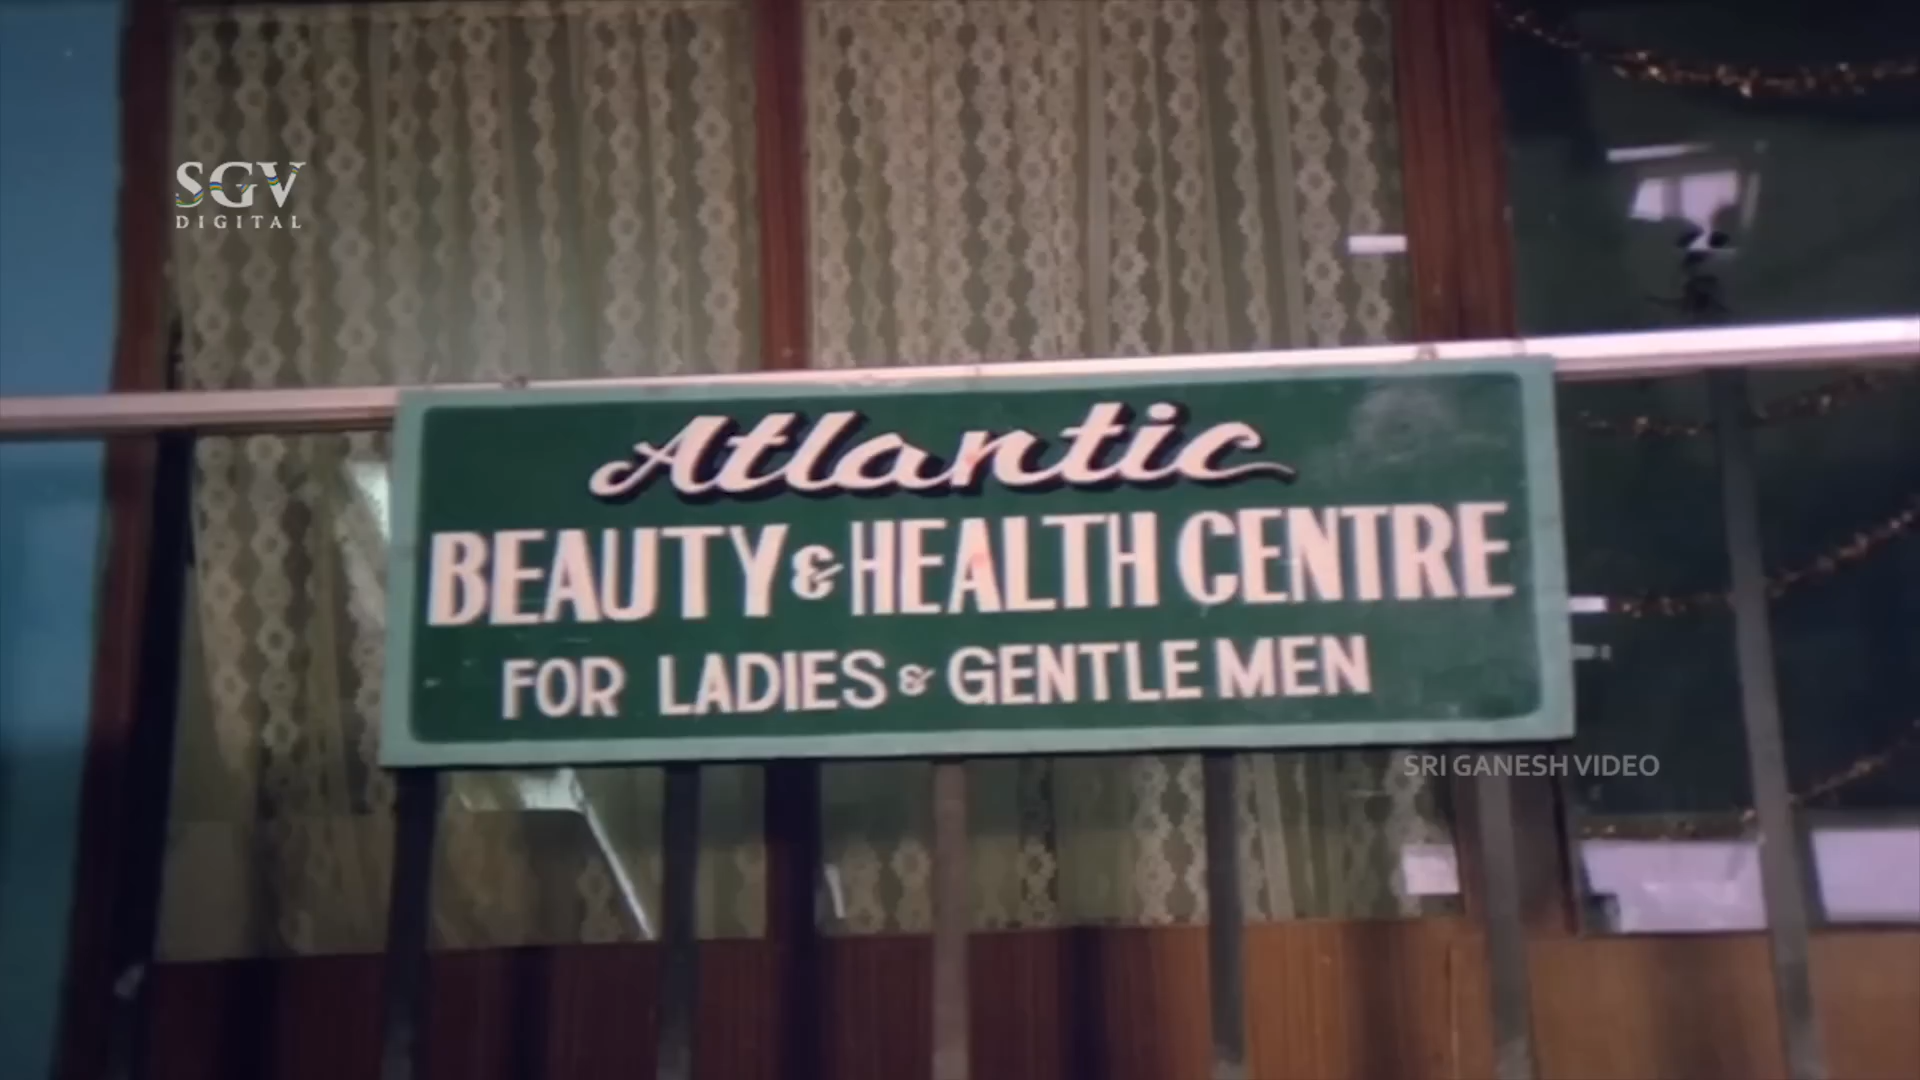 SGV
DIGITAL
Atlantic
BEAUTY & HEALTH CENTRE
FOR LADIES & GENTLE MEN
SRI GANESH VIDEO